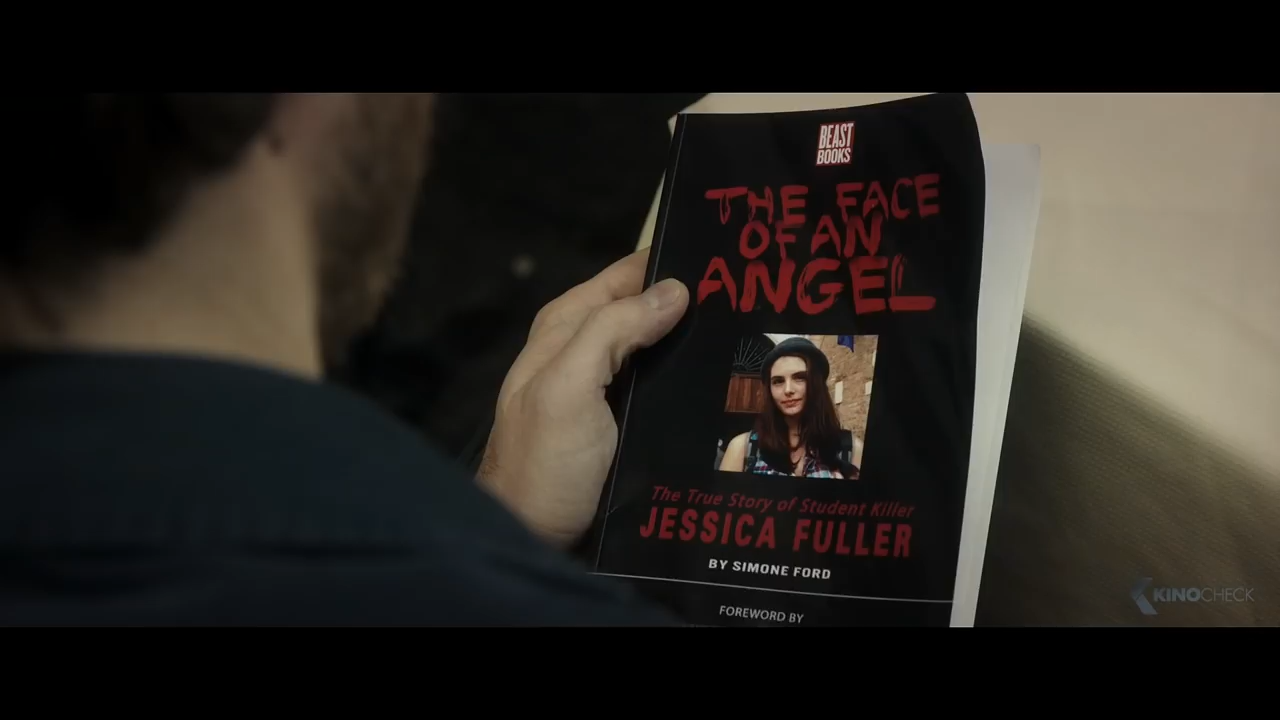 BEAST
BOOKS
THE FACE
OF AN
ANGEL
The True Story of Student Killer
JESSICA FULLER
BY SIMONE FORD
FOREWORD BY
KINOCHECK